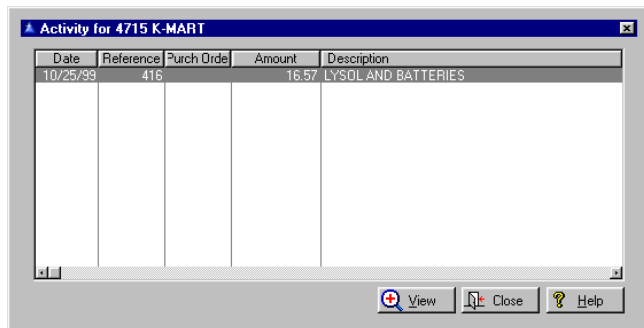 Activity for 4715 K-MART
Date Reference Purch Orde Amount Description
10/25/99 416 16.57 LYSOL AND BATTERIES
View Close Help